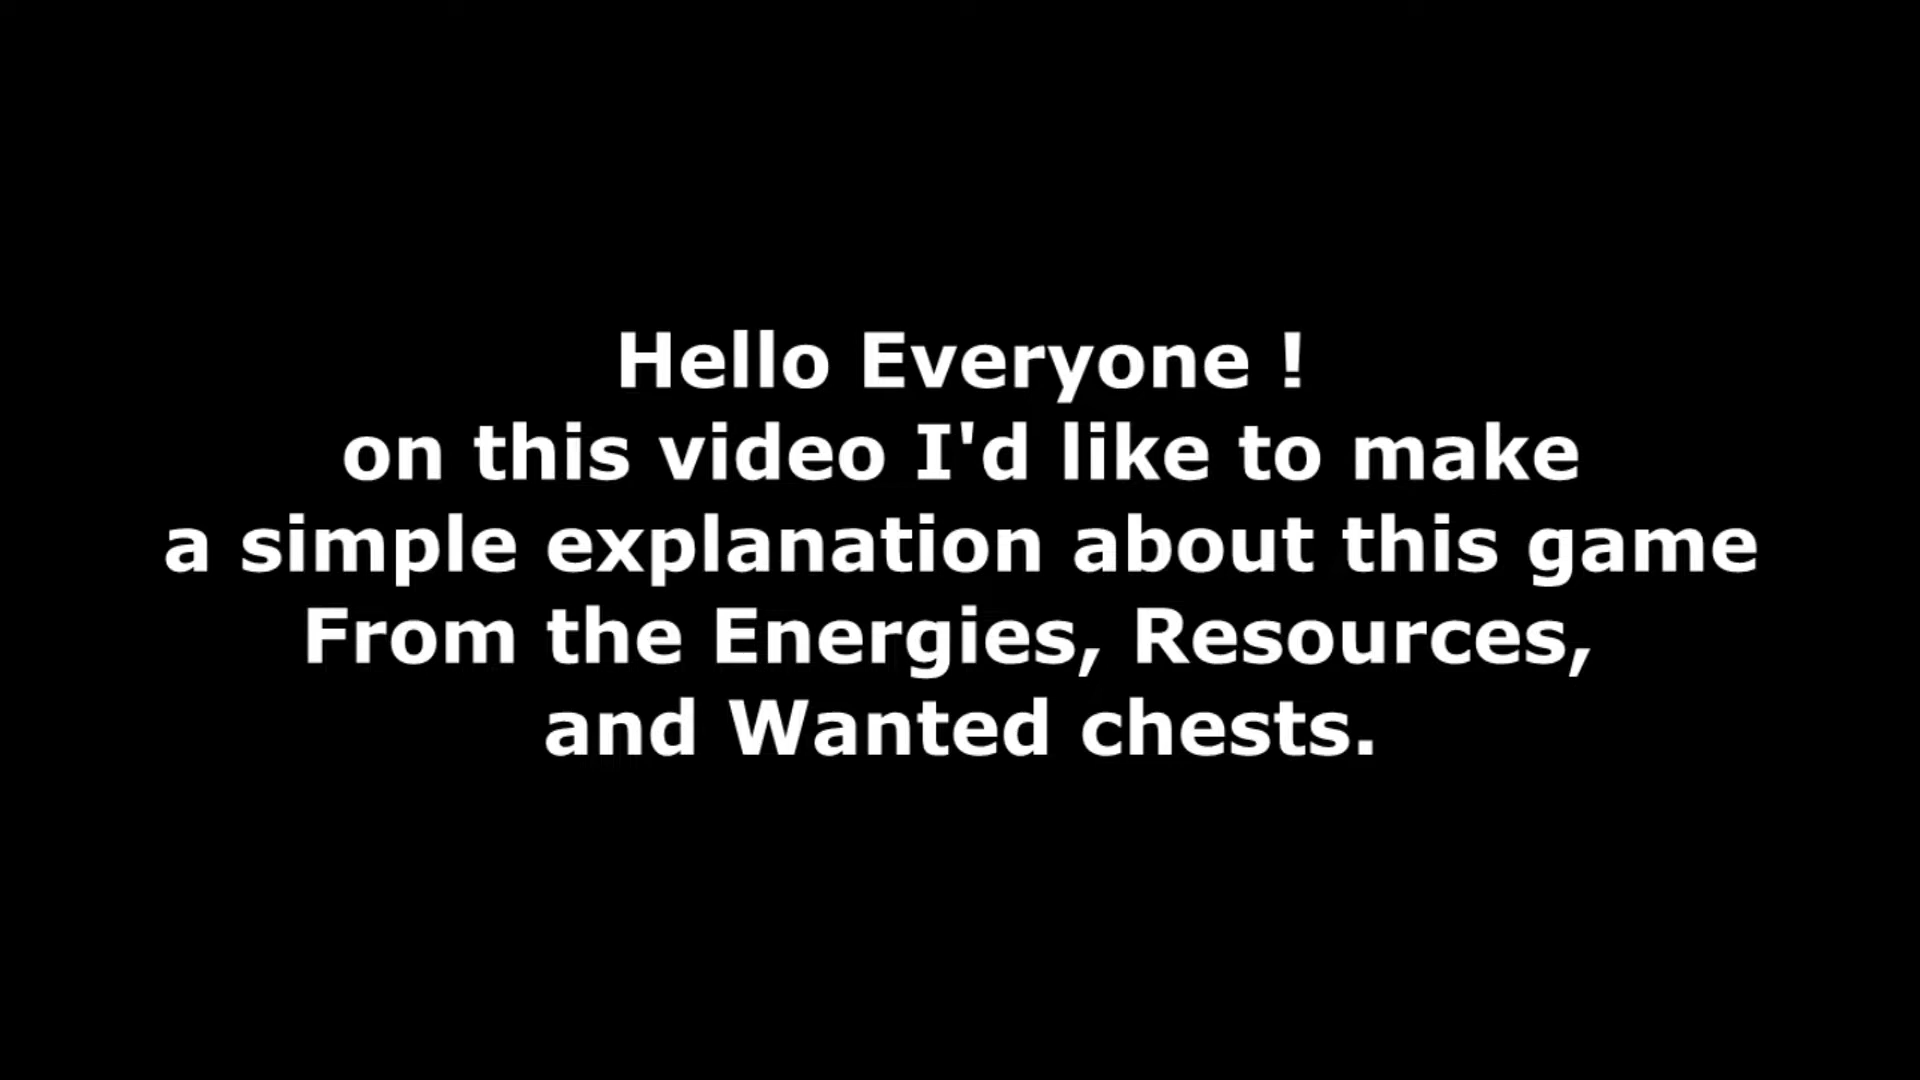 Hello Everyone !
on this video I'd like to make
a simple explanation about this game
From the Energies, Resources,
and Wanted chests.